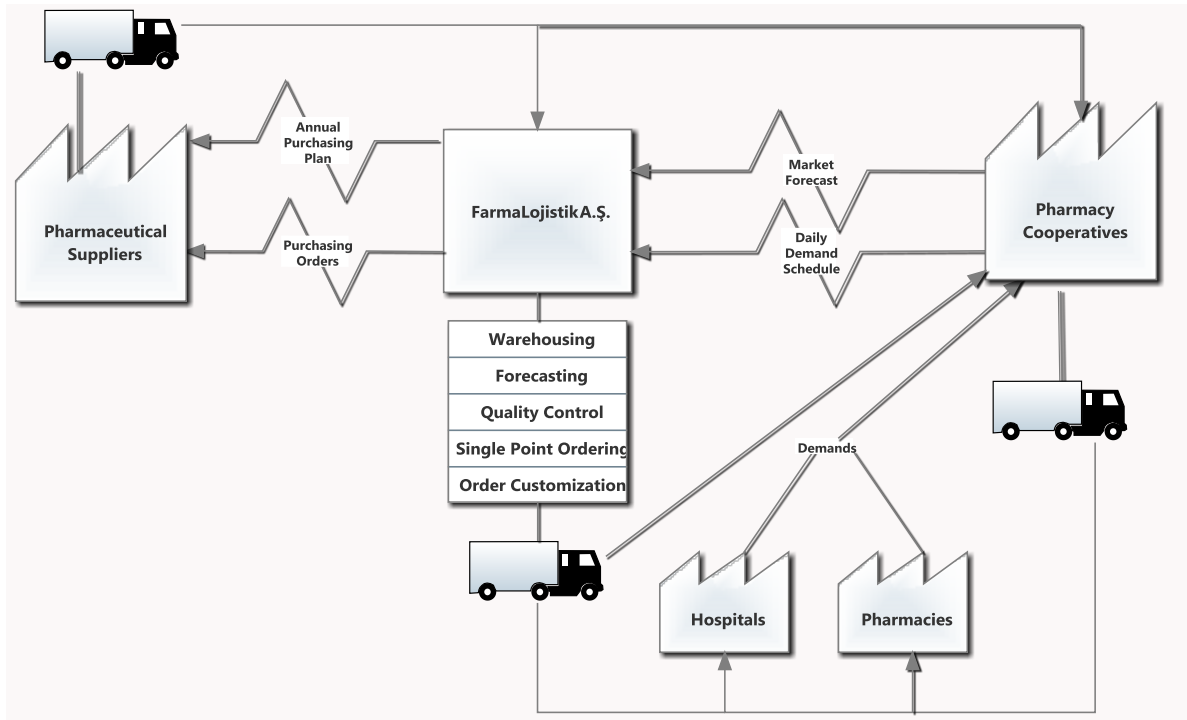 Annual
Purchasing
Plan
Market
Forecast
Pharmaceutical
Suppliers
FarmaLojistik A.Ş.
Pharmacy
Cooperatives
Purchasing
Orders
Daily
Demand
Schedule
Warehousing
Forecasting
Quality Control
Single Point Ordering
Order Customization
Demands
Hospitals
Pharmacies